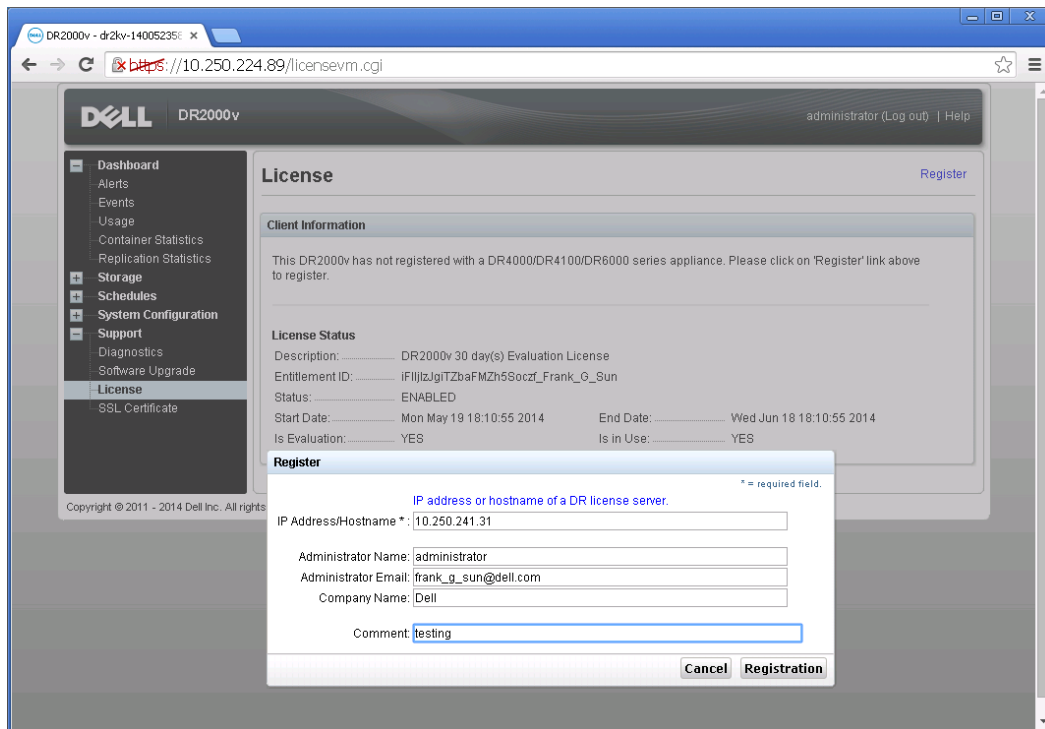 DR2000v - dr2kv-14005235
https://10.250.224.89/licensevm.cgi
DELL DR2000v
administrator (Log out) | Help
Dashboard
Alerts
Events
Usage
Container Statistics
Replication Statistics
Storage
Schedules
System Configuration
Support
Diagnostics
Software Upgrade
License
SSL Certificate
License
Register
Client Information
This DR2000v has not registered with a DR4000/DR4100/DR6000 series appliance. Please click on 'Register' link above
to register.
License Status
Description: DR2000v 30 day(s) Evaluation License
Entitlement ID: iFIljlzJgiTZbaFMZh5Soczf_Frank_G_Sun
Status: ENABLED
Start Date: Mon May 19 18:10:55 2014 End Date: Wed Jun 18 18:10:55 2014
Is Evaluation: YES Is in Use: YES
Copyright © 2011 - 2014 Dell Inc. All rights
Register
* = required field.
IP address or hostname of a DR license server.
IP Address/Hostname * : 10.250.241.31
Administrator Name: administrator
Administrator Email: frank_g_sun@dell.com
Company Name: Dell
Comment: testing
Cancel Registration